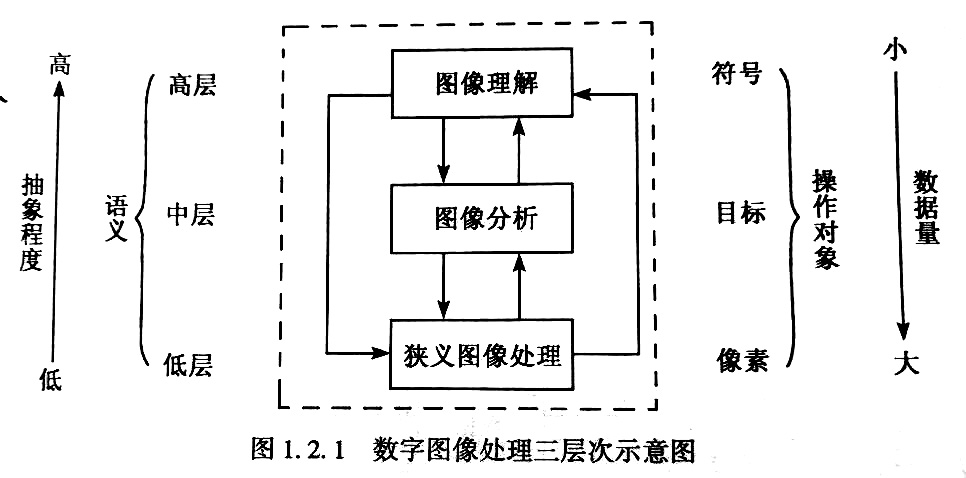 高
抽象程度
低
语义
高层
中层
低层
图像理解
图像分析
狭义图像处理
符号
目标
像素
操作对象
小
数据量
大
图1.2.1 数字图像处理三层次示意图